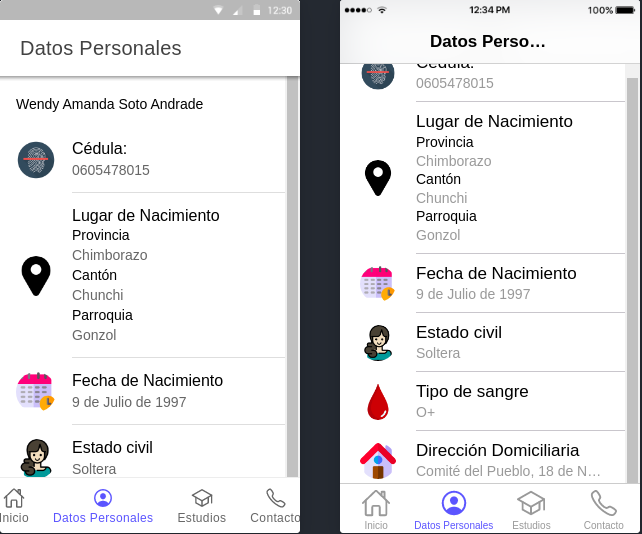 12:30
Datos Personales
Wendy Amanda Soto Andrade
Cédula:
0605478015
Lugar de Nacimiento
Provincia
Chimborazo
Cantón
Chunchi
Parroquia
Gonzol
Fecha de Nacimiento
9 de Julio de 1997
Estado civil
Soltera
Inicio
Datos Personales
Estudios
Contacto
12:34 PM
100%
Datos Perso…
Cédula:
0605478015
Lugar de Nacimiento
Provincia
Chimborazo
Cantón
Chunchi
Parroquia
Gonzol
Fecha de Nacimiento
9 de Julio de 1997
Estado civil
Soltera
Tipo de sangre
O+
Dirección Domiciliaria
Comité del Pueblo, 18 de N…
Inicio
Datos Personales
Estudios
Contacto